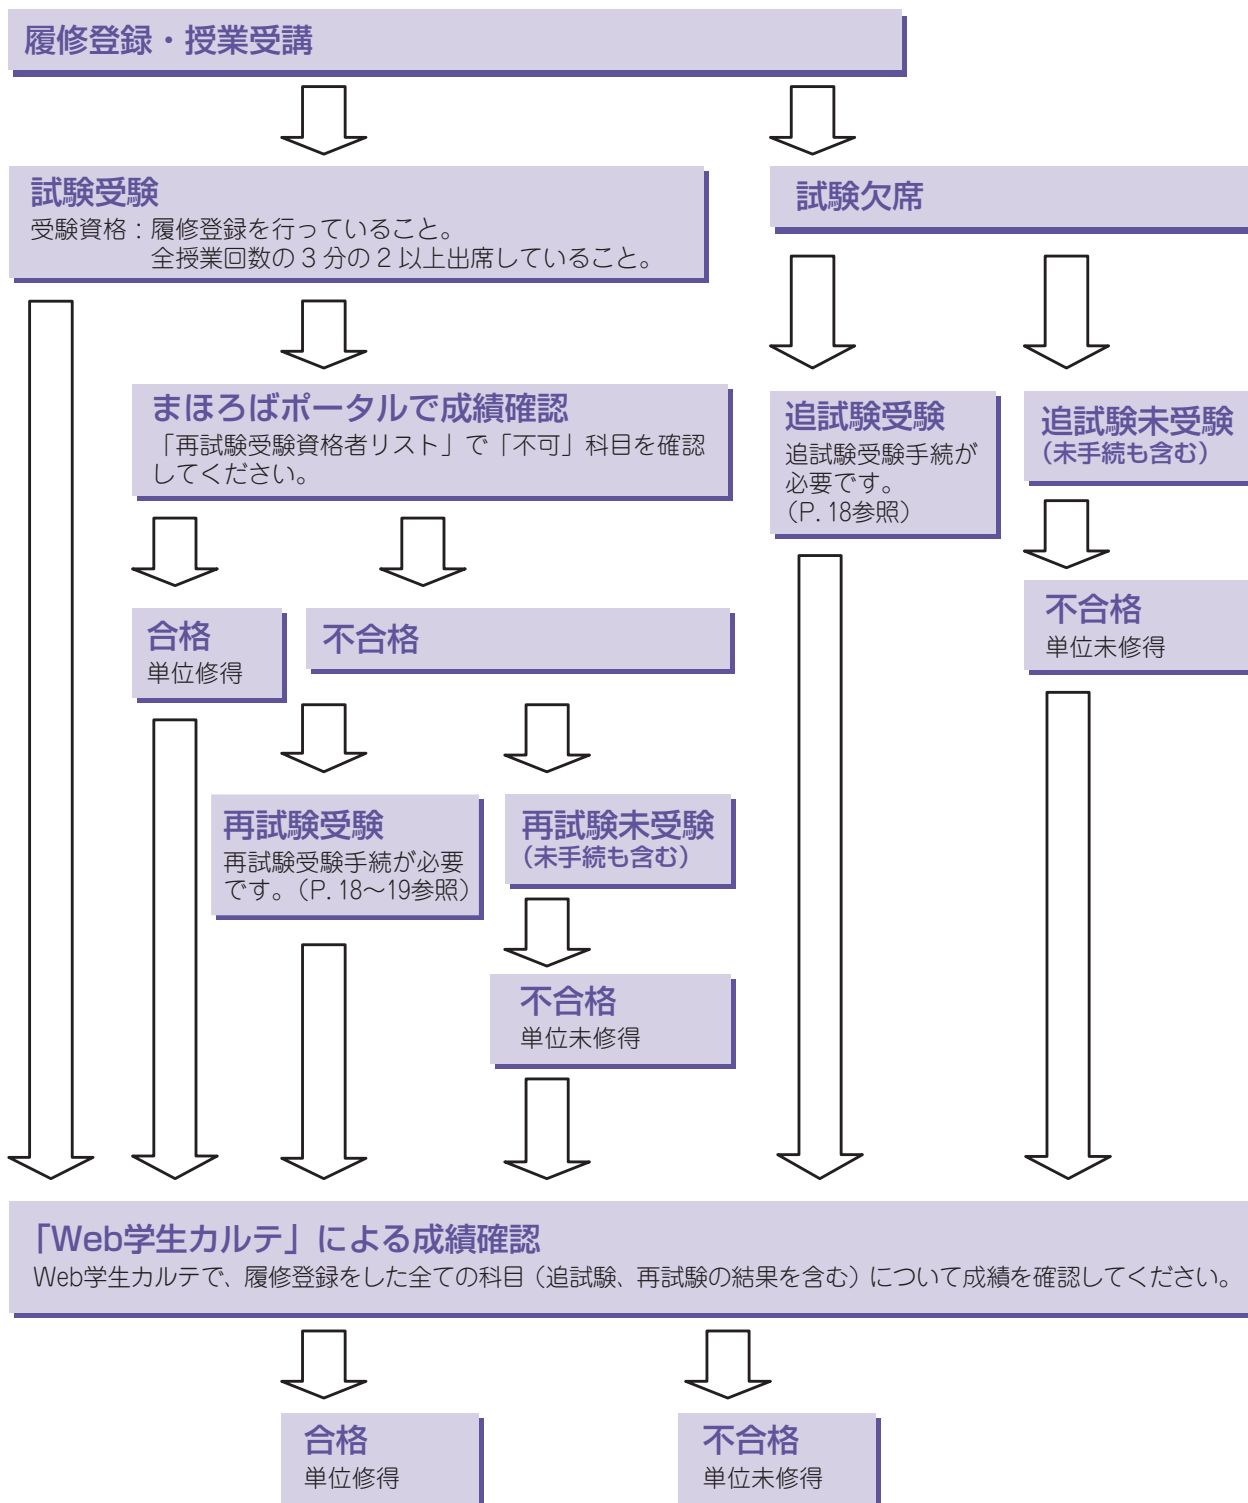 履修登録・授業受講
試験受験
受験資格：履修登録を行っていること。
全授業回数の３分の２以上出席していること。
試験欠席
まほろばポータルで成績確認
「再試験受験資格者リスト」で「不可」科目を確認
してください。
追試験受験
追試験受験手続が
必要です。
（P.18参照）
追試験未受験
（未手続も含む）
合格
単位修得
不合格
不合格
単位未修得
再試験受験
再試験受験手続が必要
です。（P.18～19参照）
再試験未受験
（未手続も含む）
不合格
単位未修得
「Web学生カルテ」による成績確認
Web学生カルテで、履修登録をした全ての科目（追試験、再試験の結果を含む）について成績を確認してください。
合格
単位修得
不合格
単位未修得